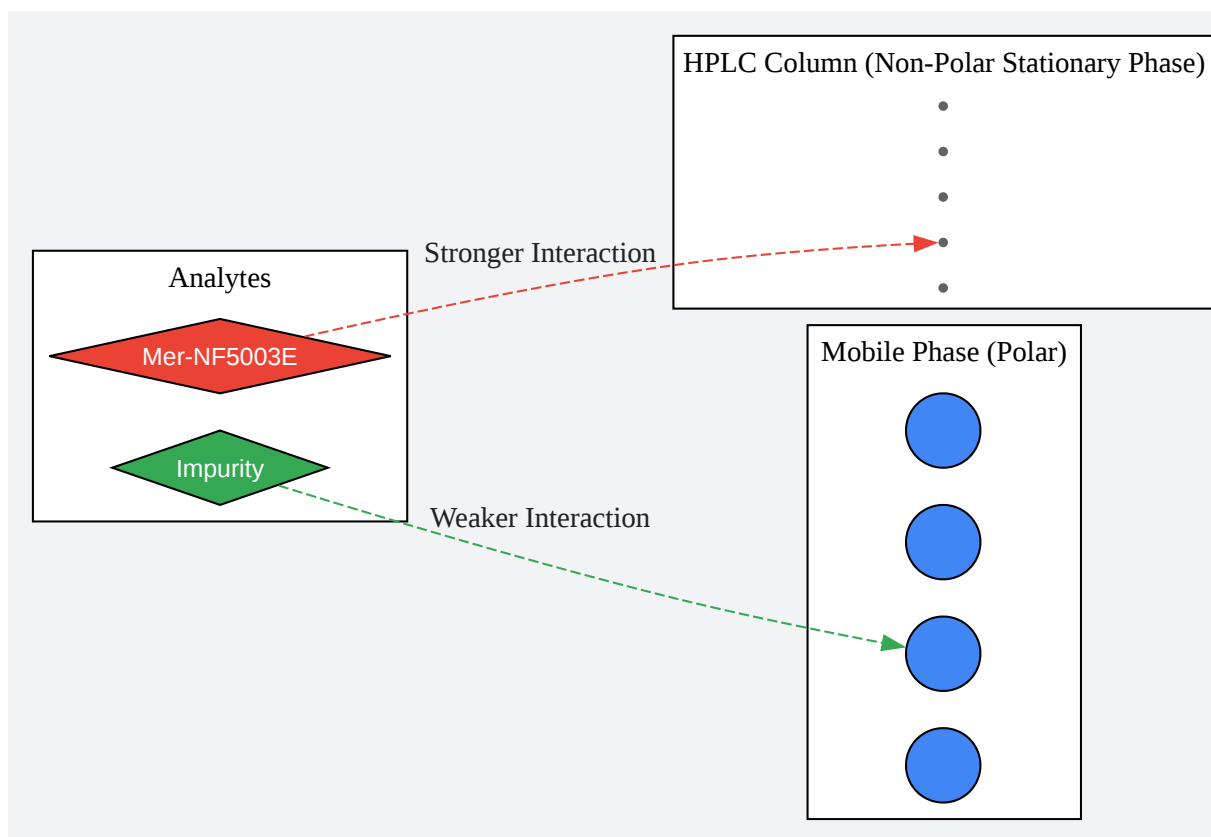 HPLC Column (Non-Polar Stationary Phase)
Stronger Interaction
Analytes
Mer-NF5003E
Impurity
Weaker Interaction
Mobile Phase (Polar)